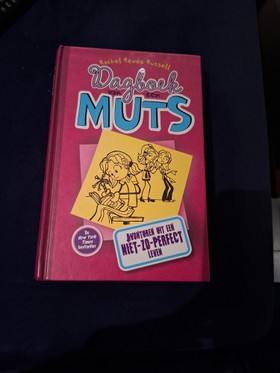 Rachel Renée Russell
Dagboek
van een
MUTS
De
New York
Times
bestseller
AVONTUREN UIT EEN
NIET-ZO-PERFECT
LEVEN